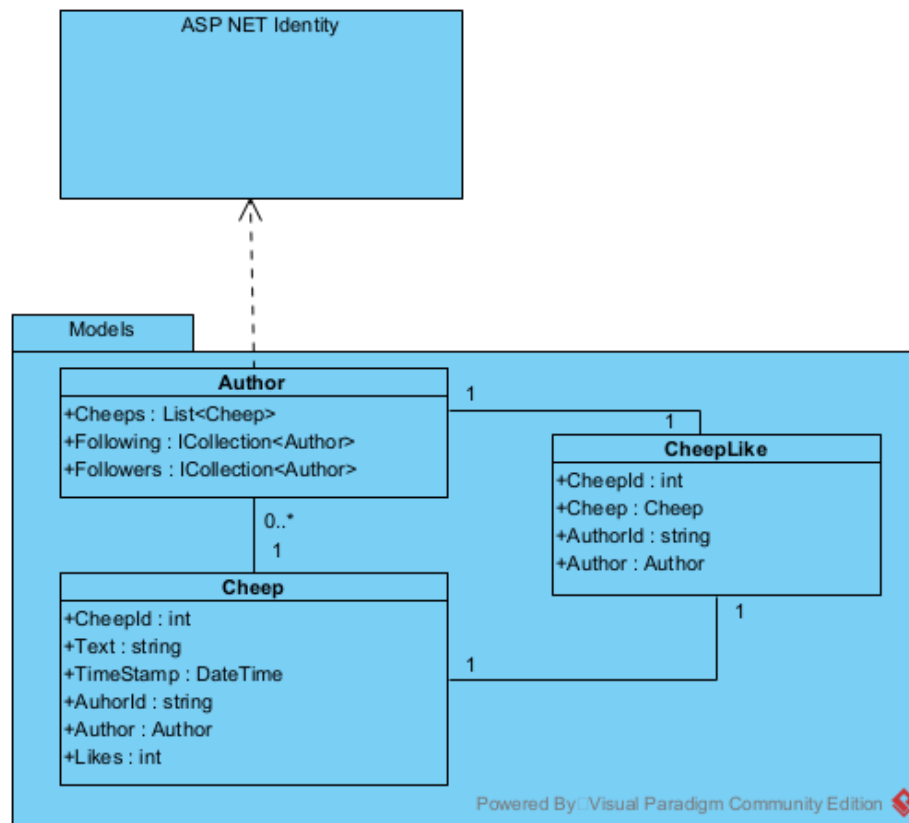 ASP NET Identity
Models
Author
+Cheeps : List<Cheep>
+Following : ICollection<Author>
+Followers : ICollection<Author>
1
1
CheepLike
+CheepId : int
+Cheep : Cheep
+AuthorId : string
+Author : Author
0..*
1
Cheep
+CheepId : int
+Text : string
+TimeStamp : DateTime
+AuhorId : string
+Author : Author
+Likes : int
1
1
Powered By Visual Paradigm Community Edition